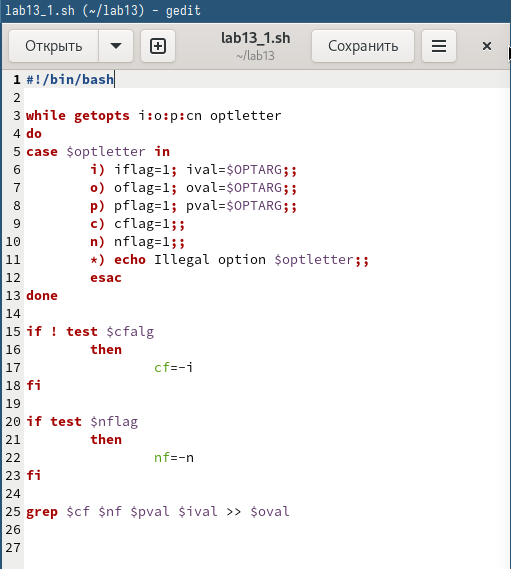 lab13_1.sh (~/lab13) - gedit
Открыть
lab13_1.sh
~/lab13
Сохранить
1 #!/bin/bash
2
3 while getopts i:o:p:cn optletter
4 do
5 case $optletter in
6 i) iflag=1; ival=$OPTARG;;
7 o) oflag=1; oval=$OPTARG;;
8 p) pflag=1; pval=$OPTARG;;
9 c) cflag=1;;
10 n) nflag=1;;
11 *) echo Illegal option $optletter;;
12 esac
13 done
14
15 if ! test $cfalg
16 then
17 cf=-i
18 fi
19
20 if test $nflag
21 then
22 nf=-n
23 fi
24
25 grep $cf $nf $pval $ival >> $oval
26
27